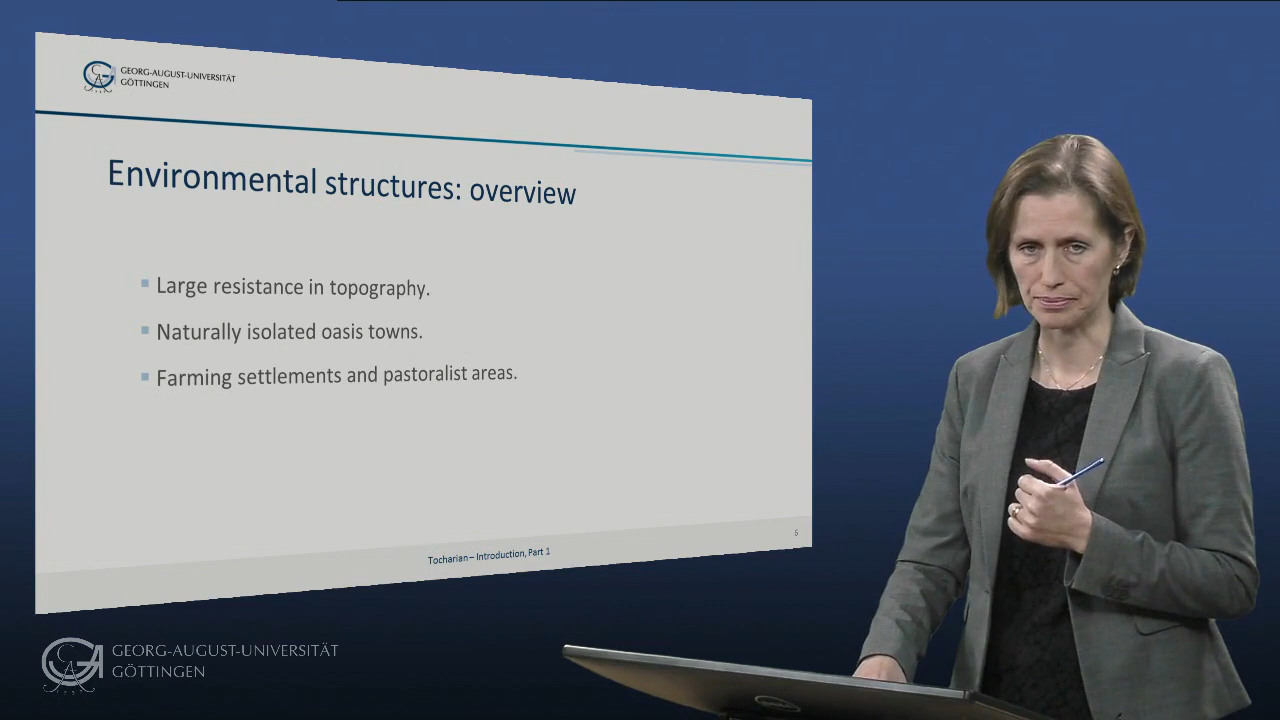 GEORG-AUGUST-UNIVERSITÄT
GÖTTINGEN
Environmental structures: overview
Large resistance in topography.
Naturally isolated oasis towns.
Farming settlements and pastoralist areas.
Tocharian – Introduction, Part 1
6
GEORG-AUGUST-UNIVERSITÄT
GÖTTINGEN